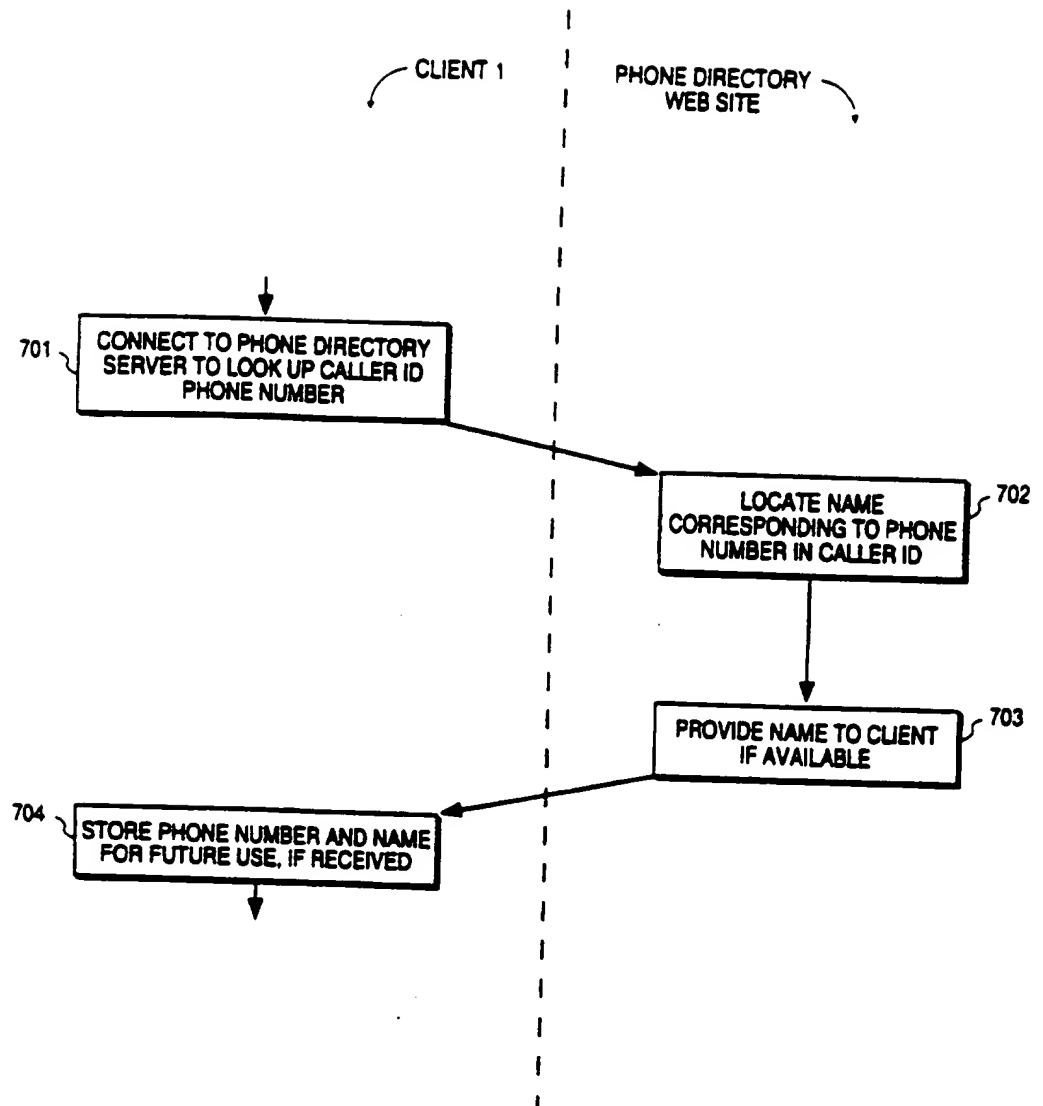 CLIENT 1
PHONE DIRECTORY
WEB SITE
701
CONNECT TO PHONE DIRECTORY
SERVER TO LOOK UP CALLER ID
PHONE NUMBER
702
LOCATE NAME
CORRESPONDING TO PHONE
NUMBER IN CALLER ID
703
PROVIDE NAME TO CLIENT
IF AVAILABLE
704
STORE PHONE NUMBER AND NAME
FOR FUTURE USE, IF RECEIVED